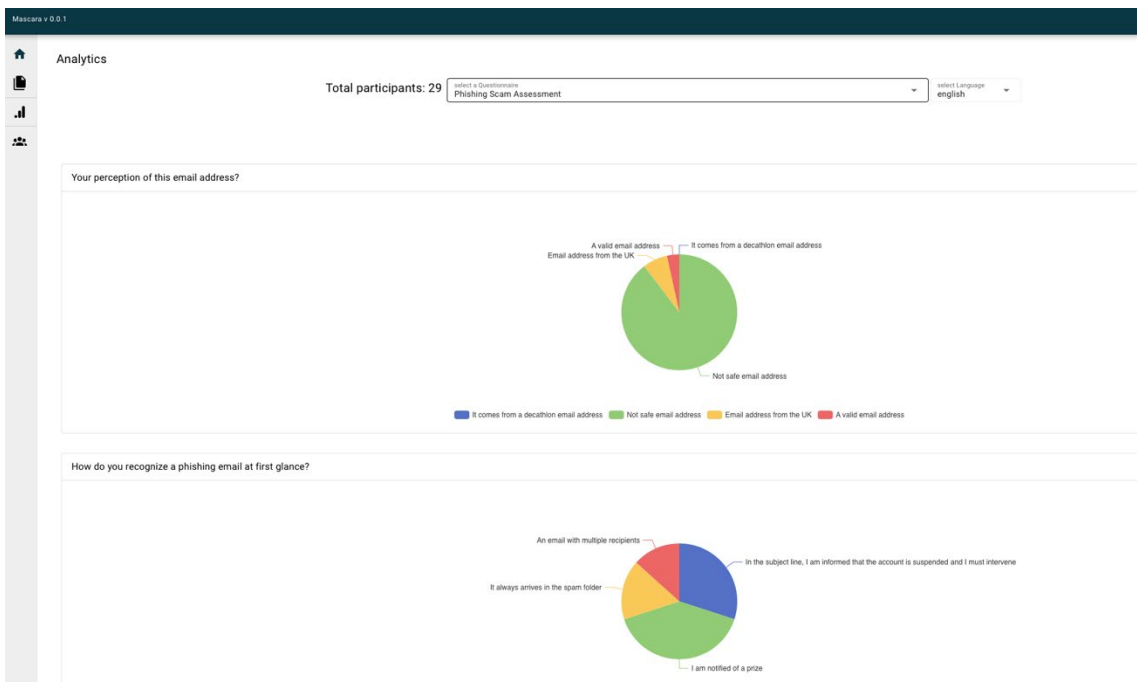 Mascara v 0.0.1
Analytics
Total participants: 29
select a Questionnaire
Phishing Scam Assessment
select Language
english
Your perception of this email address?
A valid email address
It comes from a decathlon email address
Email address from the UK
Not safe email address
It comes from a decathlon email address Not safe email address Email address from the UK A valid email address
How do you recognize a phishing email at first glance?
An email with multiple recipients
In the subject line, I am informed that the account is suspended and I must intervene
It always arrives in the spam folder
I am notified of a prize